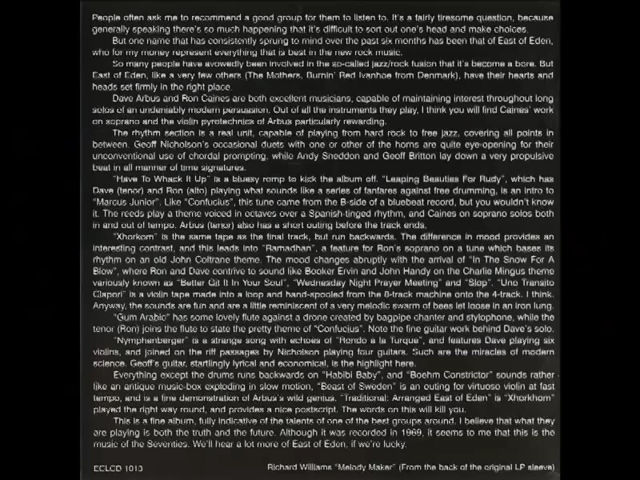 People often ask me to recommend a good group for them to listen to. It's a fairly tiresome question, because
generally speaking there's so much happening that it's difficult to sort out one's head and make choices.
But one name that has consistently sprung to mind over the past six months has been that of East of Eden,
who for my money represent everything that is best in the new rock music.
So many people have avowedly been involved in the so-called jazz/rock fusion that it's become a bore. But
East of Eden, like a very few others (The Mothers, Burnin' Red Ivanhoe from Denmark), have their hearts and
heads set firmly in the right place.
Dave Arbus and Ron Caines are both excellent musicians, capable of maintaining interest throughout long
solos of an undeniably modern persuasion. Out of all the instruments they play, I think you will find Caines' work
on soprano and the violin pyrotechnics of Arbus particularly rewarding.
The rhythm section is a real unit, capable of playing from hard rock to free jazz, covering all points in
between. Geoff Nicholson's occasional duets with one or other of the horns are quite eye-opening for their
unconventional use of chordal prompting, while Andy Sneddon and Geoff Britton lay down a very propulsive
beat in all manner of time signatures.
"Have To Whack It Up" is a bluesy romp to kick the album off. "Leaping Beauties For Rudy", which has
Dave (tenor) and Ron (alto) playing what sounds like a series of fanfares against free drumming, is an intro to
"Marcus Junior". Like "Confucius", this tune came from the B-side of a bluebeat record, but you wouldn't know
it. The reeds play a theme voiced in octaves over a Spanish-tinged rhythm, and Caines on soprano solos both
in and out of tempo. Arbus (tenor) also has a short outing before the track ends.
"Xhorkom" is the same tape as the final track, but run backwards. The difference in mood provides an
interesting contrast, and this leads into "Ramadhan", a feature for Ron's soprano on a tune which bases its
rhythm on an old John Coltrane theme. The mood changes abruptly with the arrival of "In The Snow For A
Blow", where Ron and Dave contrive to sound like Booker Ervin and John Handy on the Charlie Mingus theme
variously known as "Better Git It In Your Soul", "Wednesday Night Prayer Meeting" and "Slop". "Uno Transito
Clapori" is a violin tape made into a loop and hand-spooled from the 8-track machine onto the 4-track. I think.
Anyway, the sounds are fun and are a little reminiscent of a very melodic swarm of bees let loose in an iron lung.
"Gum Arabic" has some lovely flute against a drone created by bagpipe chanter and stylophone, while the
tenor (Ron) joins the flute to state the pretty theme of "Confucius". Note the fine guitar work behind Dave's solo.
"Nymphenberger" is a strange song with echoes of "Rondo a la Turque", and features Dave playing six
violins, and joined on the riff passages by Nicholson playing four guitars. Such are the miracles of modern
science. Geoff's guitar, startlingly lyrical and economical, is the highlight here.
Everything except the drums runs backwards on "Habibi Baby", and "Boehm Constrictor" sounds rather
like an antique music-box exploding in slow motion, "Beast of Sweden" is an outing for virtuoso violin at fast
tempo, and is a fine demonstration of Arbus's wild genius. "Traditional: Arranged East of Eden" is "Xhorkhom"
played the right way round, and provides a nice postscript. The words on this will kill you.
This is a fine album, fully indicative of the talents of one of the best groups around. I believe that what they
are playing is both the truth and the future. Although it was recorded in 1969, it seems to me that this is the
music of the Seventies. We'll hear a lot more of East of Eden, if we're lucky.
ECLCD 1013
Richard Williams "Melody Maker" (From the back of the original LP sleeve)